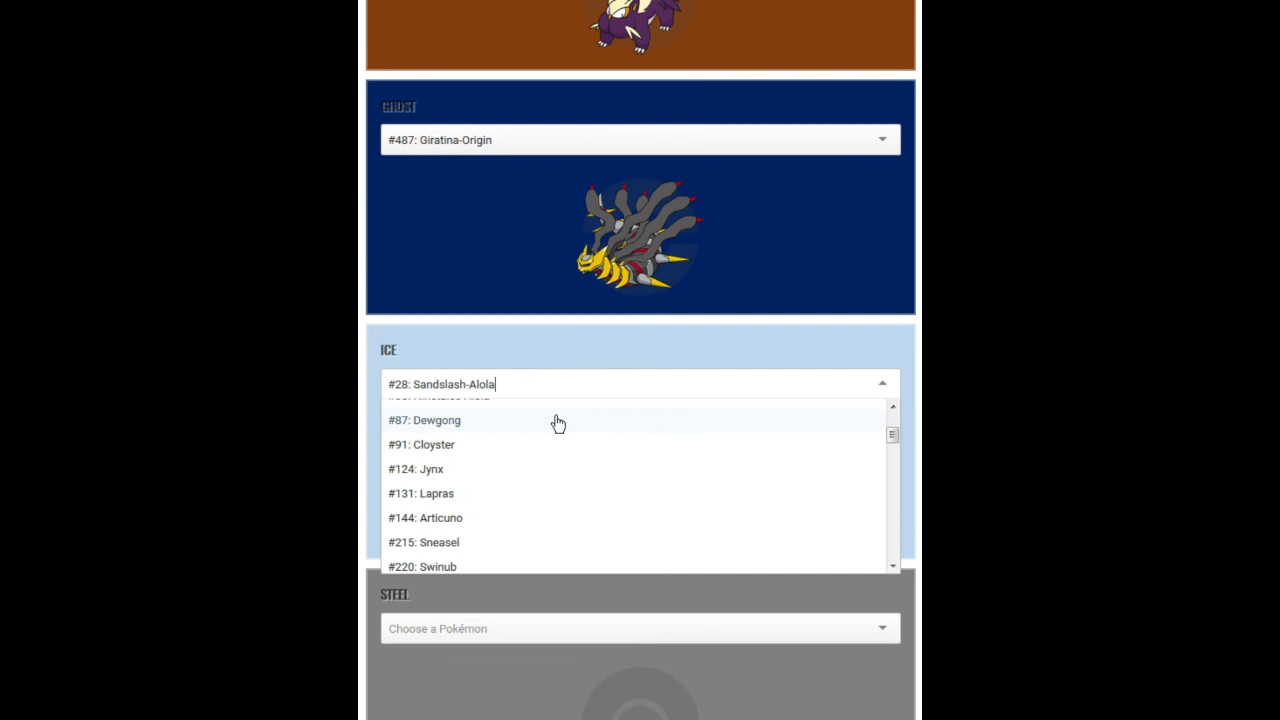 GHOST
#487: Giratina-Origin
ICE
#28: Sandslash-Alola
#87: Dewgong
#91: Cloyster
#124: Jynx
#131: Lapras
#144: Articuno
#215: Sneasel
#220: Swinub
STEEL
Choose a Pokémon